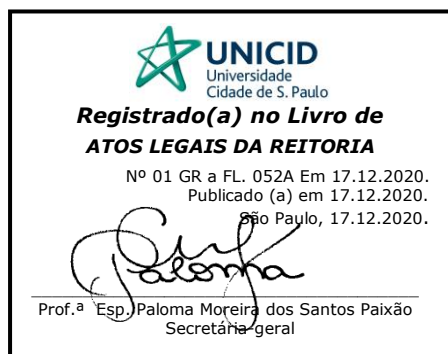 UNICID
Universidade
Cidade de S. Paulo
Registrado(a) no Livro de
ATOS LEGAIS DA REITORIA
Nº 01 GR a FL. 052A Em 17.12.2020.
Publicado (a) em 17.12.2020.
São Paulo, 17.12.2020.
Paloma
Prof.ª Esp. Paloma Moreira dos Santos Paixão
Secretária-geral